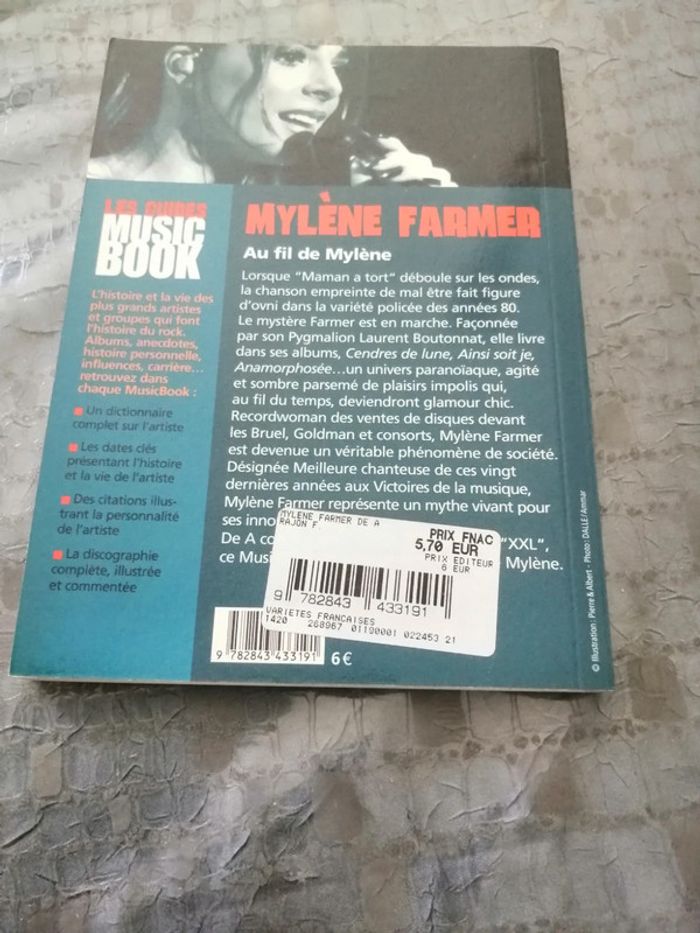 LES GUIDES
MUSIC
BOOK
L'histoire et la vie des
plus grands artistes
et groupes qui font
l'histoire du rock.
Albums, anecdotes,
histoire personnelle,
influences, carrière...
retrouvez dans
chaque MusicBook :
Un dictionnaire
complet sur l'artiste
Les dates clés
présentant l'histoire
et la vie de l'artiste
Des citations illus-
trant la personnalité
de l'artiste
La discographie
complète, illustrée
et commentée
MYLÈNE FARMER
Au fil de Mylène
Lorsque "Maman a tort" déboule sur les ondes,
la chanson empreinte de mal être fait figure
d'ovni dans la variété policée des années 80.
Le mystère Farmer est en marche. Façonnée
par son Pygmalion Laurent Boutonnat, elle livre
dans ses albums, Cendres de lune, Ainsi soit je,
Anamorphosée...un univers paranoïaque, agité
et sombre parsemé de plaisirs impolis qui,
au fil du temps, deviendront glamour chic.
Recordwoman des ventes de disques devant
les Bruel, Goldman et consorts, Mylène Farmer
est devenue un véritable phénomène de société.
Désignée Meilleure chanteuse de ces vingt
dernières années aux Victoires de la musique,
Mylène Farmer représente un mythe vivant pour
ses inno
De A co "XXL",
ce Musi Mylène.
MYLENE FARMER DE A
RAJON F
PRIX FNAC
5,70 EUR
PRIX EDITEUR
6 EUR
9 782843 433191
VARIETES FRANCAISES
1420 268967 01190001 022453 21
9 782843 433191
6 €
© Illustration : Pierre & Albert - Photo : DALLE / Ammar